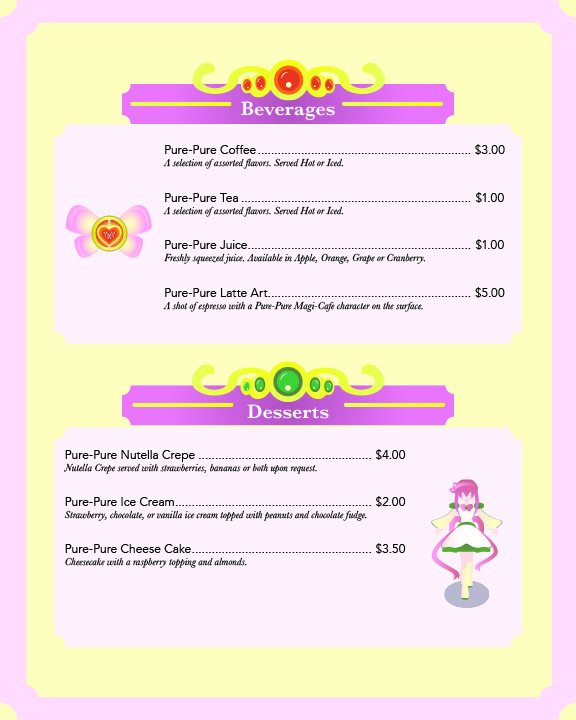 Beverages
Pure-Pure Coffee ........................................................................ $3.00
A selection of assorted flavors. Served Hot or Iced.
Pure-Pure Tea .............................................................................. $1.00
A selection of assorted flavors. Served Hot or Iced.
Pure-Pure Juice........................................................................... $1.00
Freshly squeezed juice. Available in Apple, Orange, Grape or Cranberry.
Pure-Pure Latte Art..................................................................... $5.00
A shot of espresso with a Pure-Pure Magi-Cafe character on the surface.
Desserts
Pure-Pure Nutella Crepe ........................................................... $4.00
Nutella Crepe served with strawberries, bananas or both upon request.
Pure-Pure Ice Cream.................................................................. $2.00
Strawberry, chocolate, or vanilla ice cream topped with peanuts and chocolate fudge.
Pure-Pure Cheese Cake............................................................. $3.50
Cheesecake with a raspberry topping and almonds.